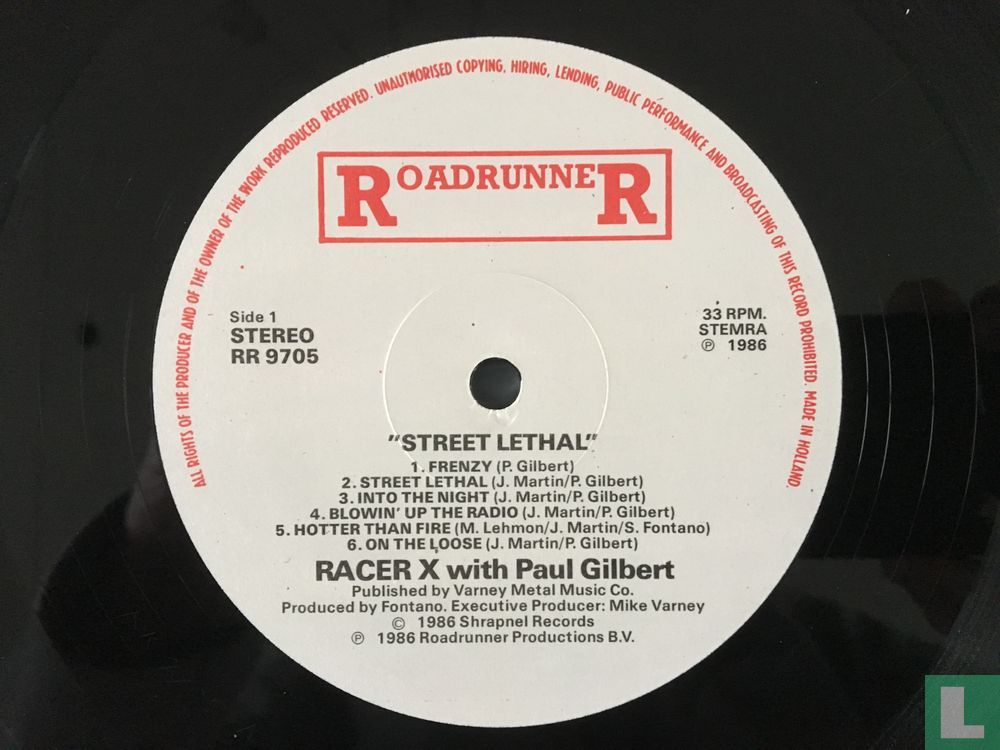 ALL RIGHTS OF THE PRODUCER AND OF THE OWNER OF THE WORK REPRODUCED RESERVED. UNAUTHORISED COPYING, HIRING, LENDING, PUBLIC PERFORMANCE AND BROADCASTING OF THIS RECORD PROHIBITED. MADE IN HOLLAND.
ROADRUNNER
Side 1
STEREO
RR 9705
33 RPM.
STEMRA
℗ 1986
"STREET LETHAL"
1. FRENZY (P. Gilbert)
2. STREET LETHAL (J. Martin/P. Gilbert)
3. INTO THE NIGHT (J. Martin/P. Gilbert)
4. BLOWIN' UP THE RADIO (J. Martin/P. Gilbert)
5. HOTTER THAN FIRE (M. Lehmon/J. Martin/S. Fontano)
6. ON THE LOOSE (J. Martin/P. Gilbert)
RACER X with Paul Gilbert
Published by Varney Metal Music Co.
Produced by Fontano. Executive Producer: Mike Varney
© 1986 Shrapnel Records
℗ 1986 Roadrunner Productions B.V.
L